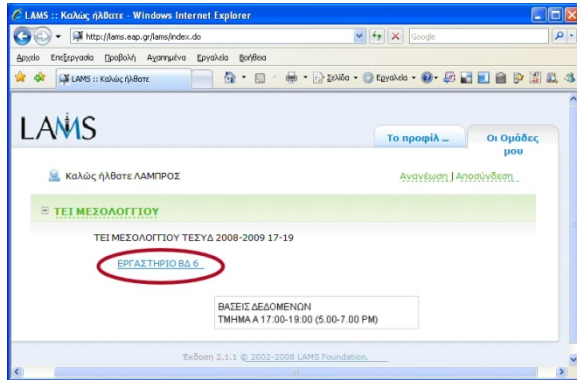 LAMS :: Καλώς ήλθατε - Windows Internet Explorer
http://lams.eap.gr/lams/index.do
Google
Αρχείο Επεξεργασία Προβολή Αγαπημένα Εργαλεία Βοήθεια
LAMS :: Καλώς ήλθατε
Σελίδα
Εργαλεία
LAMS
Το προφίλ ...
Οι Ομάδες
μου
Καλώς ήλθατε ΛΑΜΠΡΟΣ
Ανανέωση | Αποσύνδεση
ΤΕΙ ΜΕΣΟΛΟΓΓΙΟΥ
ΤΕΙ ΜΕΣΟΛΟΓΓΙΟΥ ΤΕΣΥΔ 2008-2009 17-19
ΕΡΓΑΣΤΗΡΙΟ ΒΔ 6
ΒΑΣΕΙΣ ΔΕΔΟΜΕΝΩΝ
ΤΜΗΜΑ Α 17:00-19:00 (5.00-7.00 PM)
Έκδοση 2.1.1 © 2002-2008 LAMS Foundation.